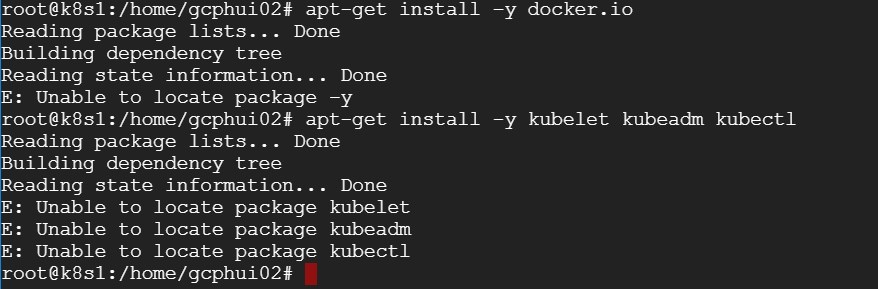 root@k8s1:/home/gcphui02# apt-get install –y docker.io
Reading package lists... Done
Building dependency tree
Reading state information... Done
E: Unable to locate package –y
root@k8s1:/home/gcphui02# apt-get install -y kubelet kubeadm kubectl
Reading package lists... Done
Building dependency tree
Reading state information... Done
E: Unable to locate package kubelet
E: Unable to locate package kubeadm
E: Unable to locate package kubectl
root@k8s1:/home/gcphui02#